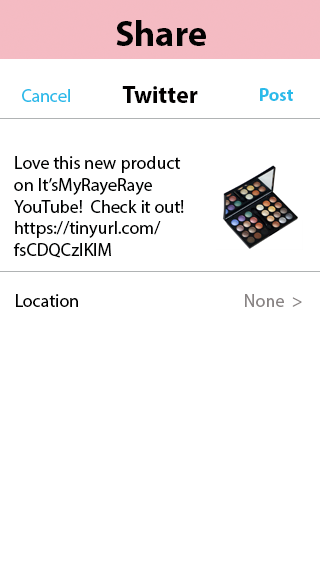 Share
Cancel Twitter Post
Love this new product
on It'sMyRayeRaye
YouTube!  Check it out!
https://tinyurl.com/
fsCDQCzIKIM
Location None >